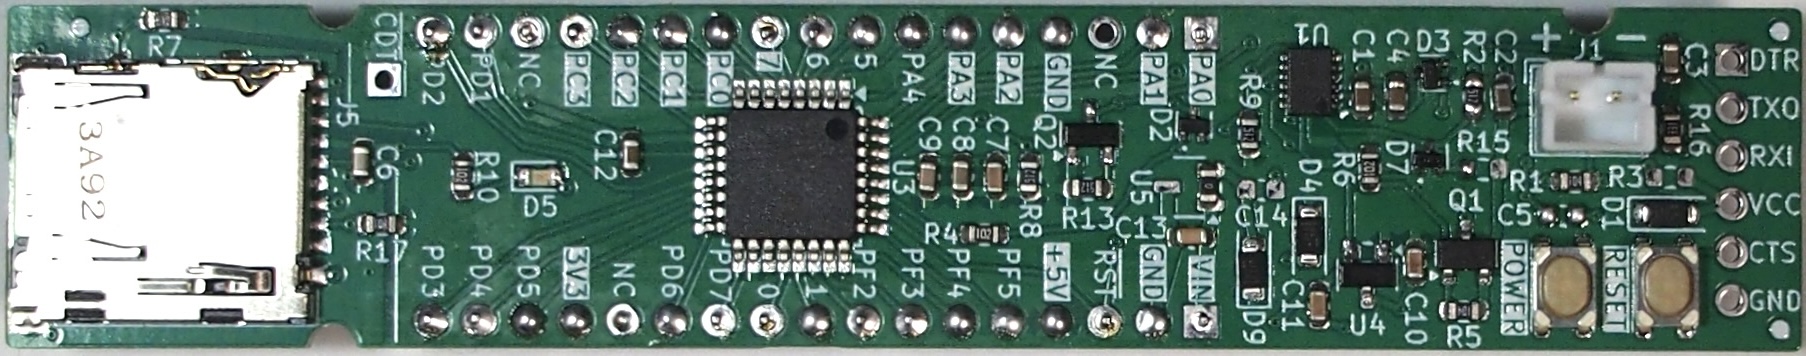 R7
CD
D2
PD1
NC
PC3
PC2
PC1
PC0
7
6
5
PA4
PA3
PA2
GND
NC
PA1
PA0
U1
C1
C4
D3
R2
C2
+
J1
−
C3
DTR
TXO
RXI
VCC
CTS
GND
3A92
J5
C6
R17
R10
D5
C12
U3
C9
C8
C7
R8
R4
Q2
R13
D2
U5
C13
C14
R9
D4
R6
D7
R15
R16
R1
R3
C5
D1
Q1
PD3
PD4
PD5
3V3
NC
PD6
PD7
0
1
PF2
PF3
PF4
PF5
+5V
RST
GND
VIN
D9
C11
U4
C10
R5
POWER
RESET